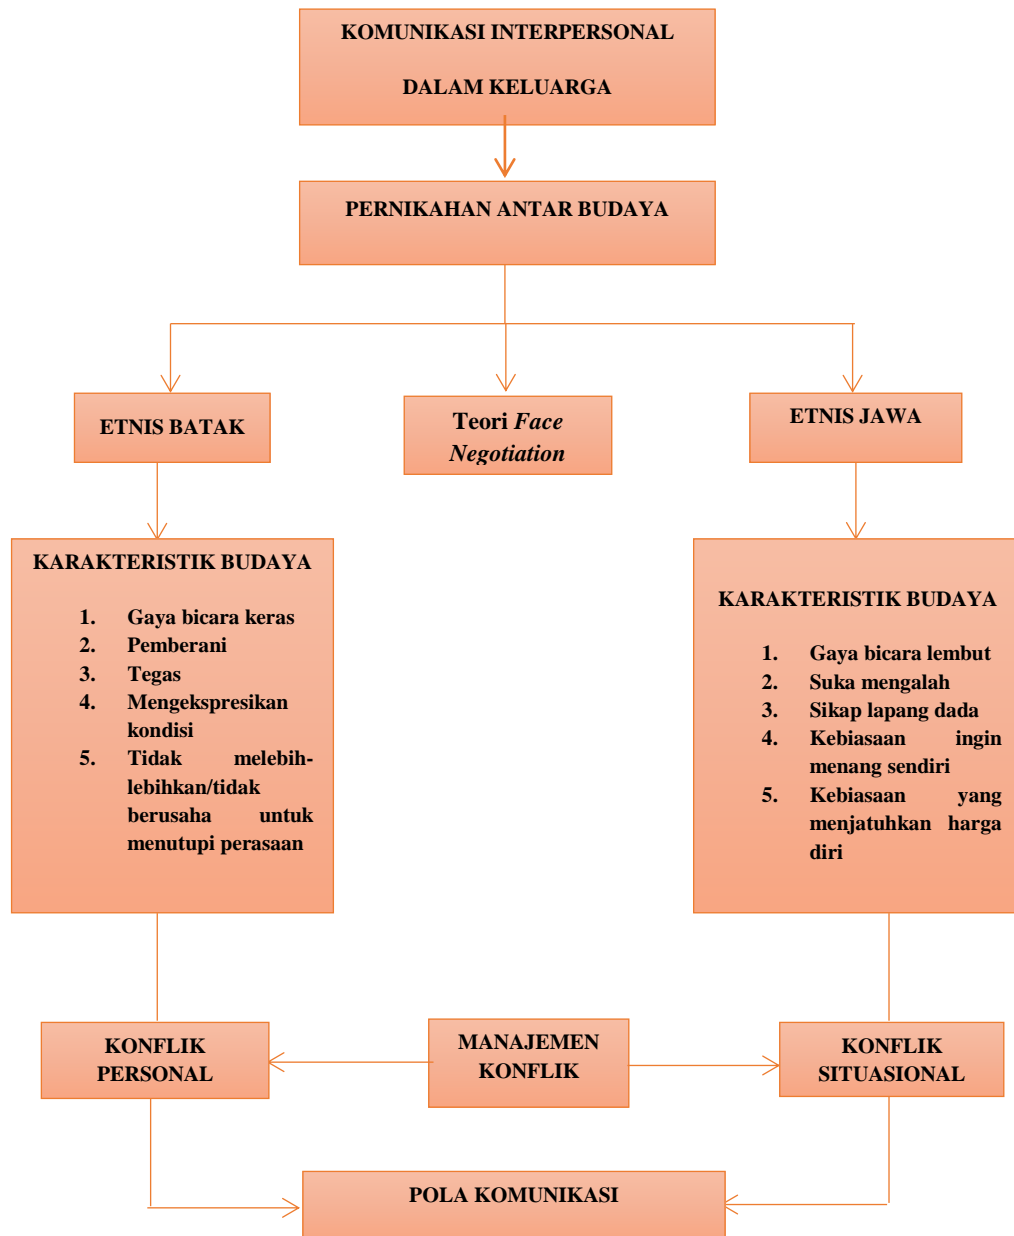 KOMUNIKASI INTERPERSONAL
DALAM KELUARGA
PERNIKAHAN ANTAR BUDAYA
ETNIS BATAK
Teori Face
Negotiation
ETNIS JAWA
KARAKTERISTIK BUDAYA
1. Gaya bicara keras
2. Pemberani
3. Tegas
4. Mengekspresikan
kondisi
5. Tidak melebih-
lebihkan/tidak
berusaha untuk
menutupi perasaan
KARAKTERISTIK BUDAYA
1. Gaya bicara lembut
2. Suka mengalah
3. Sikap lapang dada
4. Kebiasaan ingin
menang sendiri
5. Kebiasaan yang
menjatuhkan harga
diri
KONFLIK
PERSONAL
MANAJEMEN
KONFLIK
KONFLIK
SITUASIONAL
POLA KOMUNIKASI